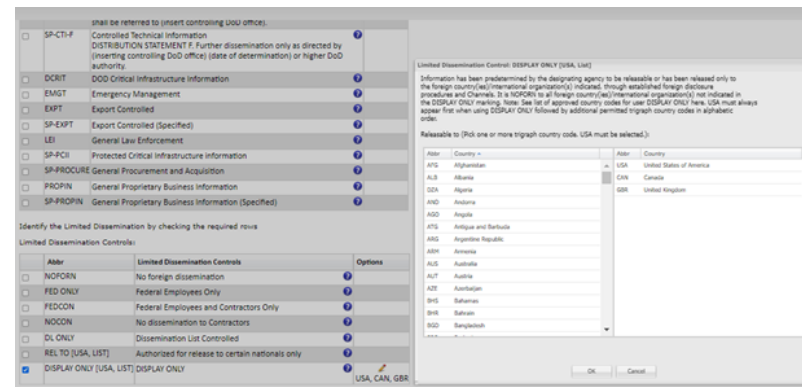 shall be referred to (insert controlling DoD office).
SP-CTI-F Controlled Technical Information
DISTRIBUTION STATEMENT F. Further dissemination only as directed by
(inserting controlling DoD office) (date of determination) or higher DoD
authority.
DCRIT DOD Critical Infrastructure Information
EMGT Emergency Management
EXPT Export Controlled
SP-EXPT Export Controlled (Specified)
LEI General Law Enforcement
SP-PCII Protected Critical Infrastructure information
SP-PROCURE General Procurement and Acquisition
PROPIN General Proprietary Business Information
SP-PROPIN General Proprietary Business Information (Specified)
Identify the Limited Dissemination by checking the required rows
Limited Dissemination Controls:
Abbr Limited Dissemination Controls Options
NOFORN No foreign dissemination
FED ONLY Federal Employees Only
FEDCON Federal Employees and Contractors Only
NOCON No dissemination to Contractors
DL ONLY Dissemination List Controlled
REL TO [USA, LIST] Authorized for release to certain nationals only
DISPLAY ONLY [USA, LIST] DISPLAY ONLY
USA, CAN, GBR
Limited Dissemination Control: DISPLAY ONLY [USA, List]
Information has been predetermined by the designating agency to be releasable or has been released only to
the foreign country(ies)/international organization(s) indicated, through established foreign disclosure
procedures and Channels. It is NOFORN to all foreign country(ies)/international organization(s) not indicated in
the DISPLAY ONLY marking. Note: See list of approved country codes for user DISPLAY ONLY here. USA must always
appear first when using DISPLAY ONLY followed by additional permitted trigraph country codes in alphabetic
order.
Releasable to (Pick one or more trigraph country code. USA must be selected.):
Abbr Country
AFG Afghanistan
ALB Albania
DZA Algeria
AND Andorra
AGO Angola
ATG Antigua and Barbuda
ARG Argentine Republic
ARM Armenia
AUS Australia
AUT Austria
AZE Azerbaijan
BHS Bahamas
BHR Bahrain
BGD Bangladesh
Abbr Country
USA United States of America
CAN Canada
GBR United Kingdom
OK Cancel